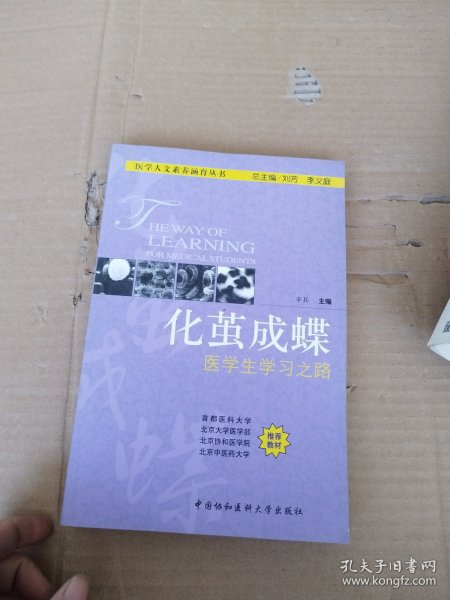 医学人文素养涵育丛书 总主编/刘芳 李义庭
THE WAY OF
LEARNING
FOR MEDICAL STUDENTS
辛兵 主编
化茧成蝶
医学生学习之路
首都医科大学
北京大学医学部
北京协和医学院
北京中医药大学
推荐
教材
中国协和医科大学出版社
孔夫子旧书网
www.kongfz.com